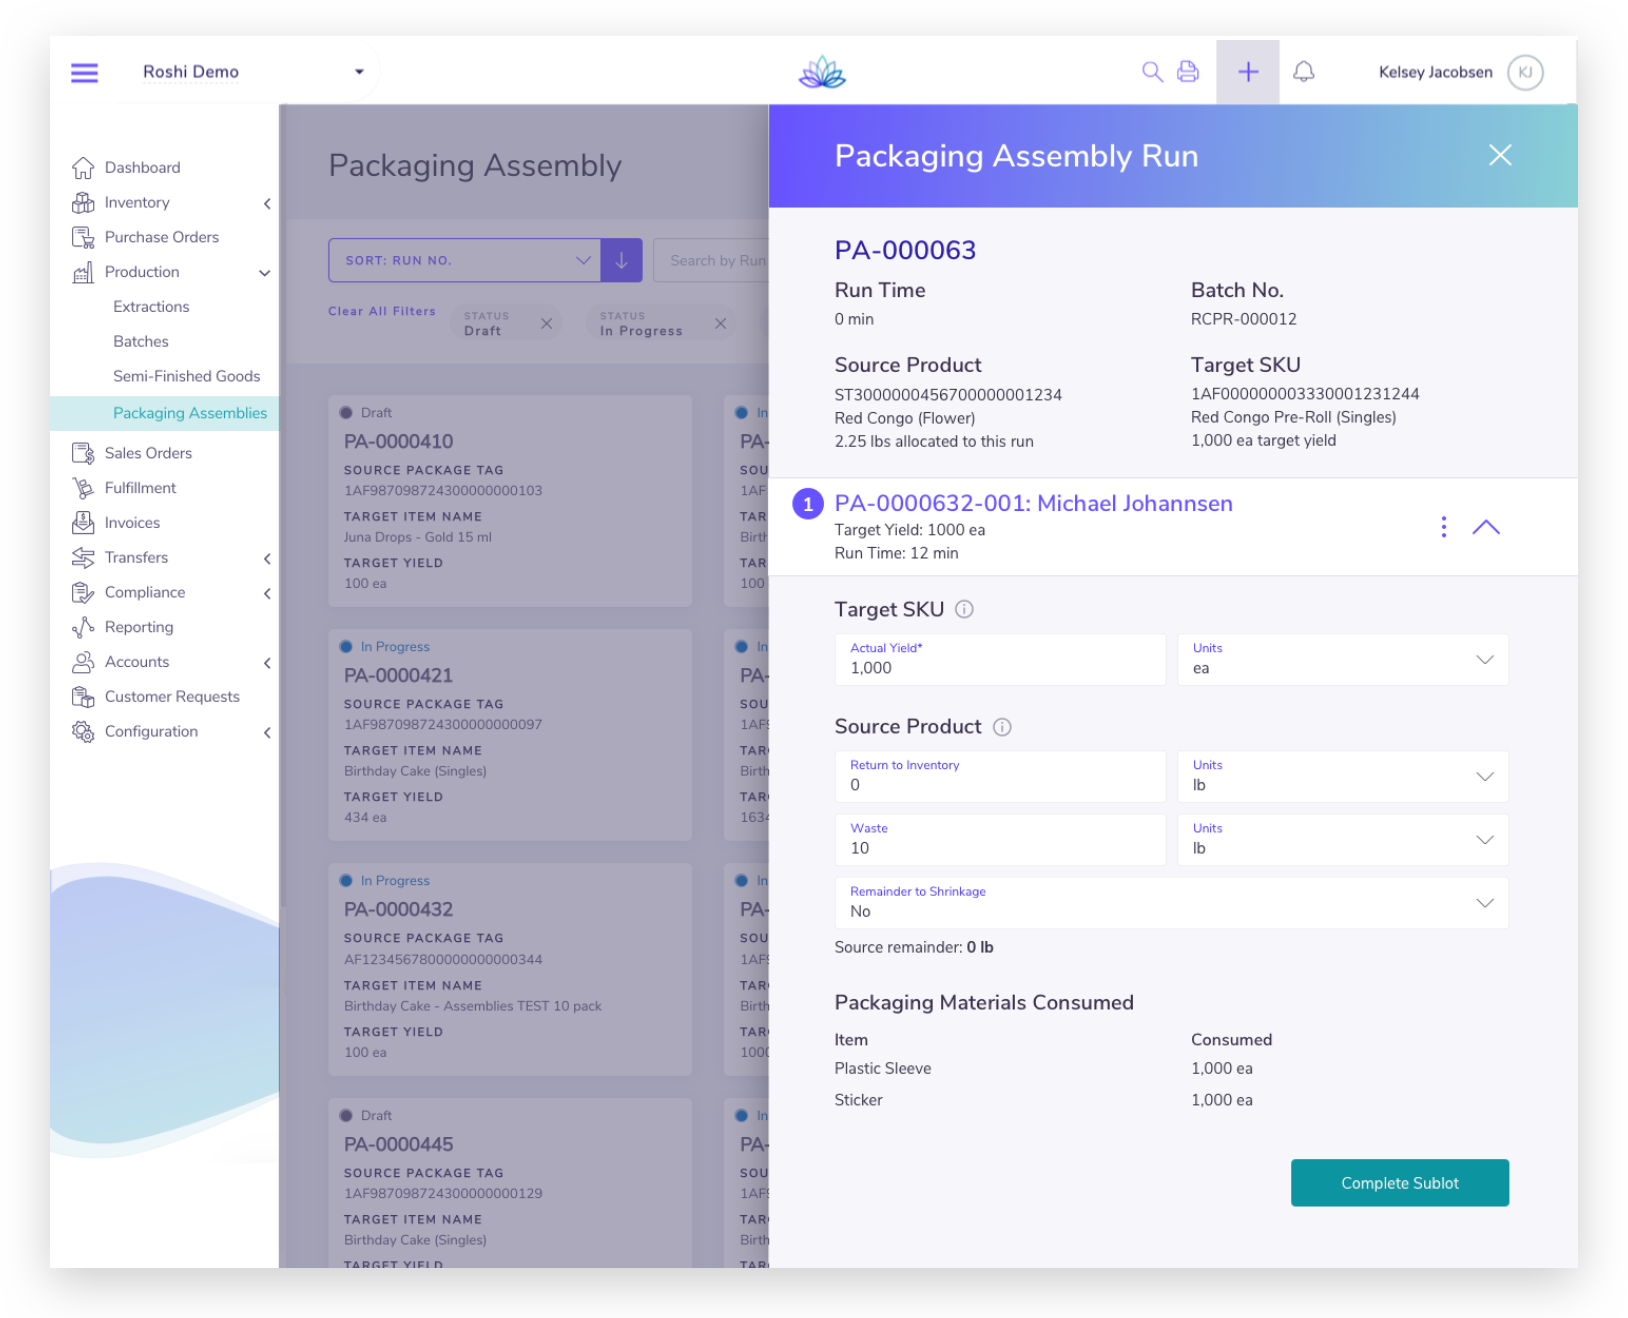 Roshi Demo
Kelsey Jacobsen
KJ
Dashboard
Inventory
Purchase Orders
Production
Extractions
Batches
Semi-Finished Goods
Packaging Assemblies
Sales Orders
Fulfillment
Invoices
Transfers
Compliance
Reporting
Accounts
Customer Requests
Configuration
Packaging Assembly
SORT: RUN NO.
Search by Run
Clear All Filters
STATUS
Draft
STATUS
In Progress
Draft
PA-0000410
SOURCE PACKAGE TAG
1AF987098724300000000103
TARGET ITEM NAME
Juna Drops - Gold 15 ml
TARGET YIELD
100 ea
In Progress
PA-0000421
SOURCE PACKAGE TAG
1AF987098724300000000097
TARGET ITEM NAME
Birthday Cake (Singles)
TARGET YIELD
434 ea
In Progress
PA-0000432
SOURCE PACKAGE TAG
AF1234567800000000000344
TARGET ITEM NAME
Birthday Cake - Assemblies TEST 10 pack
TARGET YIELD
100 ea
Draft
PA-0000445
SOURCE PACKAGE TAG
1AF987098724300000000129
TARGET ITEM NAME
Birthday Cake (Singles)
TARGET YIELD
In
PA-
SOU
1AF
TAR
Birth
TAR
100
In
PA-
SOU
1AF
TAR
Birth
TAR
1634
In
PA-
SOU
1AF
TAR
Birth
TAR
1000
In
PA-
SOU
1AF
TAR
Birth
TAR
Packaging Assembly Run
PA-000063
Run Time
0 min
Batch No.
RCPR-000012
Source Product
ST3000000456700000001234
Red Congo (Flower)
2.25 lbs allocated to this run
Target SKU
1AF000000003330001231244
Red Congo Pre-Roll (Singles)
1,000 ea target yield
1
PA-0000632-001: Michael Johannsen
Target Yield: 1000 ea
Run Time: 12 min
Target SKU
Actual Yield*
1,000
Units
ea
Source Product
Return to Inventory
0
Units
lb
Waste
10
Units
lb
Remainder to Shrinkage
No
Source remainder: 0 lb
Packaging Materials Consumed
Item
Consumed
Plastic Sleeve
1,000 ea
Sticker
1,000 ea
Complete Sublot